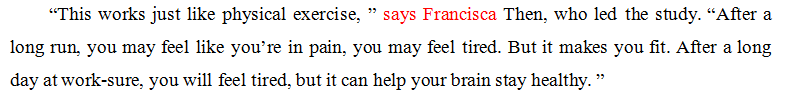 “This works just like physical exercise, ” says Francisca Then, who led the study. “After a
long run, you may feel like you’re in pain, you may feel tired. But it makes you fit. After a long
day at work-sure, you will feel tired, but it can help your brain stay healthy. ”